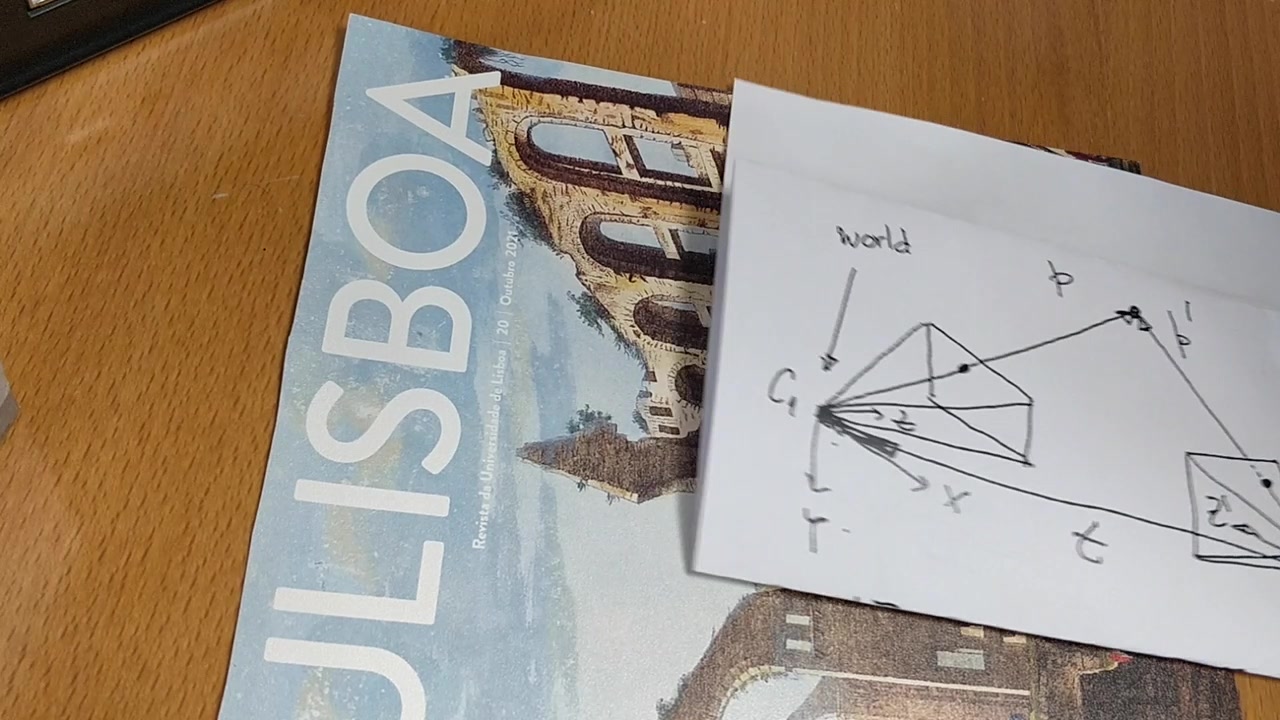 ULISBOA
Revista da Universidade de Lisboa | 20 | Outubro 2021
world
p
p'
C1
z
x
Y
t
z'